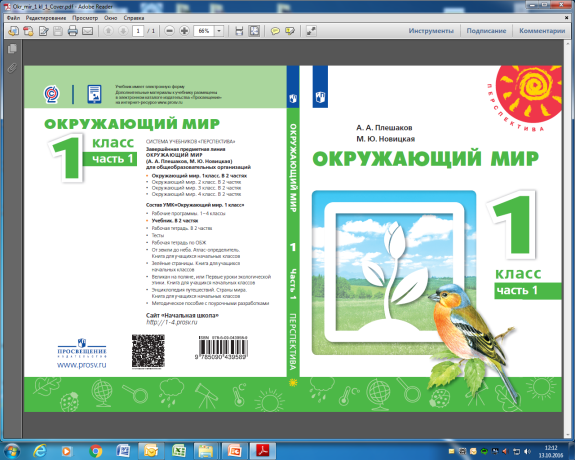 Okr_mir_1 kl_1_Cover.pdf - Adobe Reader
Файл Редактирование Просмотр Окно Справка
1 / 1
66%
Инструменты Подписание Комментарии
Учебник имеет электронную форму
Дополнительные материалы к учебнику размещены
в электронном каталоге издательства «Просвещение»
на интернет-ресурсе www.prosv.ru
ОКРУЖАЮЩИЙ МИР
1
КЛАСС
часть 1
СИСТЕМА УЧЕБНИКОВ «ПЕРСПЕКТИВА»
Завершённая предметная линия
ОКРУЖАЮЩИЙ МИР
(А. А. Плешаков, М. Ю. Новицкая)
для общеобразовательных организаций
• Окружающий мир. 1 класс. В 2 частях
• Окружающий мир. 2 класс. В 2 частях
• Окружающий мир. 3 класс. В 2 частях
• Окружающий мир. 4 класс. В 2 частях
Состав УМК «Окружающий мир. 1 класс»
• Рабочие программы. 1–4 классы
• Учебник. В 2 частях
• Рабочая тетрадь. В 2 частях
• Тесты
• Рабочая тетрадь по ОБЖ
• От земли до неба. Атлас-определитель.
Книга для учащихся начальных классов
• Зелёные страницы. Книга для учащихся
начальных классов
• Великан на поляне, или Первые уроки экологической
этики. Книга для учащихся начальных классов
• Энциклопедия путешествий. Страны мира.
Книга для учащихся начальных классов
• Методическое пособие с поурочными разработками
Сайт «Начальная школа»
http://1-4.prosv.ru
ПРОСВЕЩЕНИЕ
ИЗДАТЕЛЬСТВО
www.prosv.ru
9785090439589
ОКРУЖАЮЩИЙ МИР
1
Часть 1
ПЕРСПЕКТИВА
ПЕРСПЕКТИВА
А. А. Плешаков
М. Ю. Новицкая
ОКРУЖАЮЩИЙ МИР
1
КЛАСС
часть 1
RU
12:12
13.10.2016